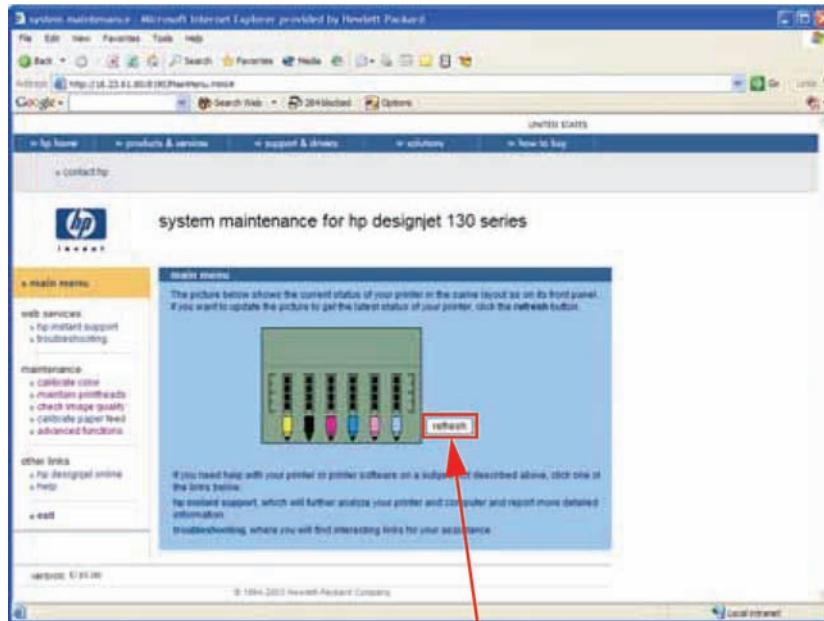 system maintenance - Microsoft Internet Explorer provided by Hewlett Packard
File Edit View Favorites Tools Help
Back Search Favorites Media
Address
Google Search Web 284 blocked Options
UNITED STATES
» hp home » products & services » support & drivers » solutions » how to buy
» contact hp
hp
invent
system maintenance for hp designjet 130 series
» main menu
web services
» hp instant support
» troubleshooting
maintenance
» calibrate color
» maintain printheads
» check image quality
» calibrate paper feed
» advanced functions
other links
» hp designjet online
» help
» exit
main menu
The picture below shows the current status of your printer in the same layout as on its front panel.
If you want to update the picture to get the latest status of your printer, click the refresh button.
refresh
If you need help with your printer or printer software on a subject not described above, click one of
the links below:
hp instant support, which will further analyze your printer and computer and report more detailed
information
troubleshooting, where you will find interesting links for your assistance
version:
© 1994-2003 Hewlett-Packard Company
Local intranet